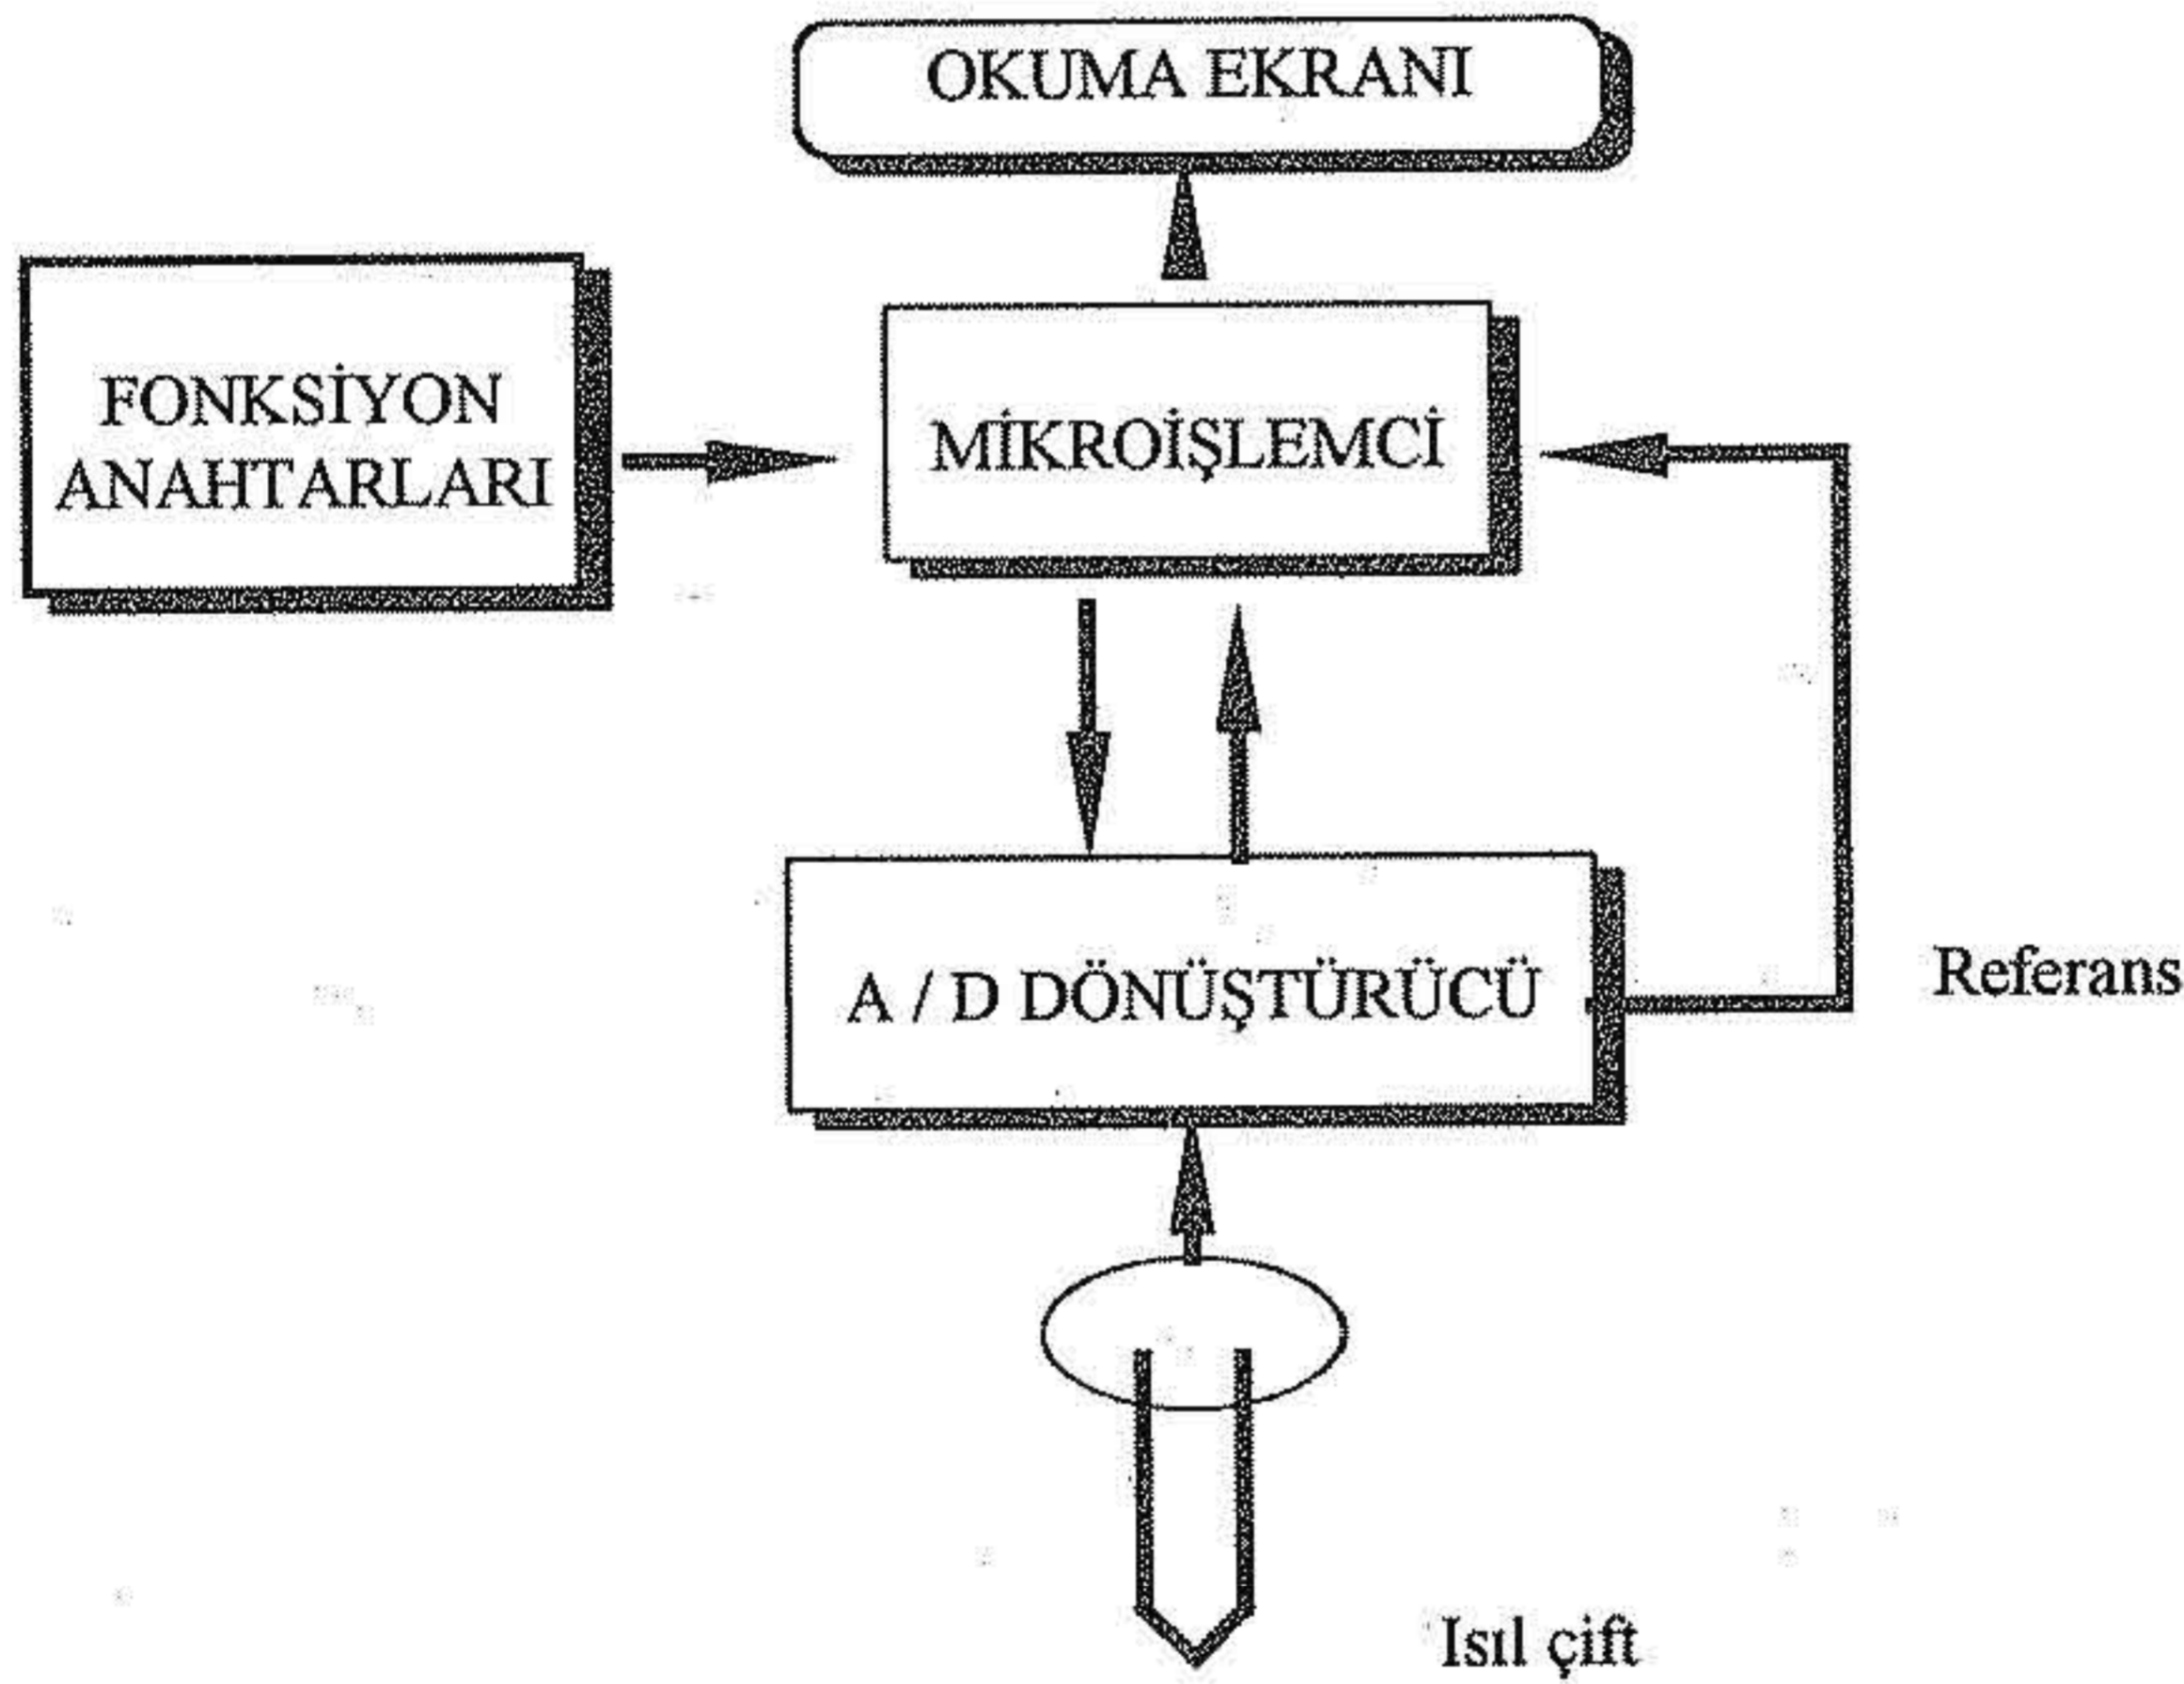 OKUMA EKRANI
FONKSİYON
ANAHTARLARI
MİKROİŞLEMCİ
A / D DÖNÜŞTÜRÜCÜ
Referans
Isıl çift